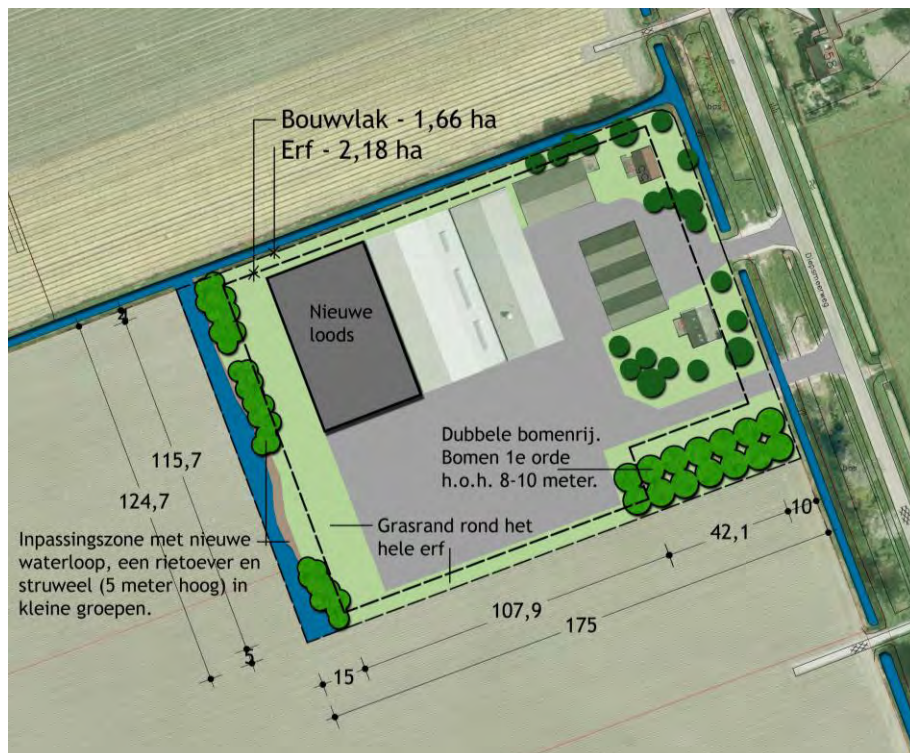 Bouwvlak - 1,66 ha
Erf - 2,18 ha
Nieuwe
loods
Diepsmeerweg
Dubbele bomenrij.
Bomen 1e orde
h.o.h. 8-10 meter.
115,7
124,7
Inpassingszone met nieuwe
waterloop, een rietoever en
struweel (5 meter hoog) in
kleine groepen.
Grasrand rond het
hele erf
10
42,1
107,9
175
15
5